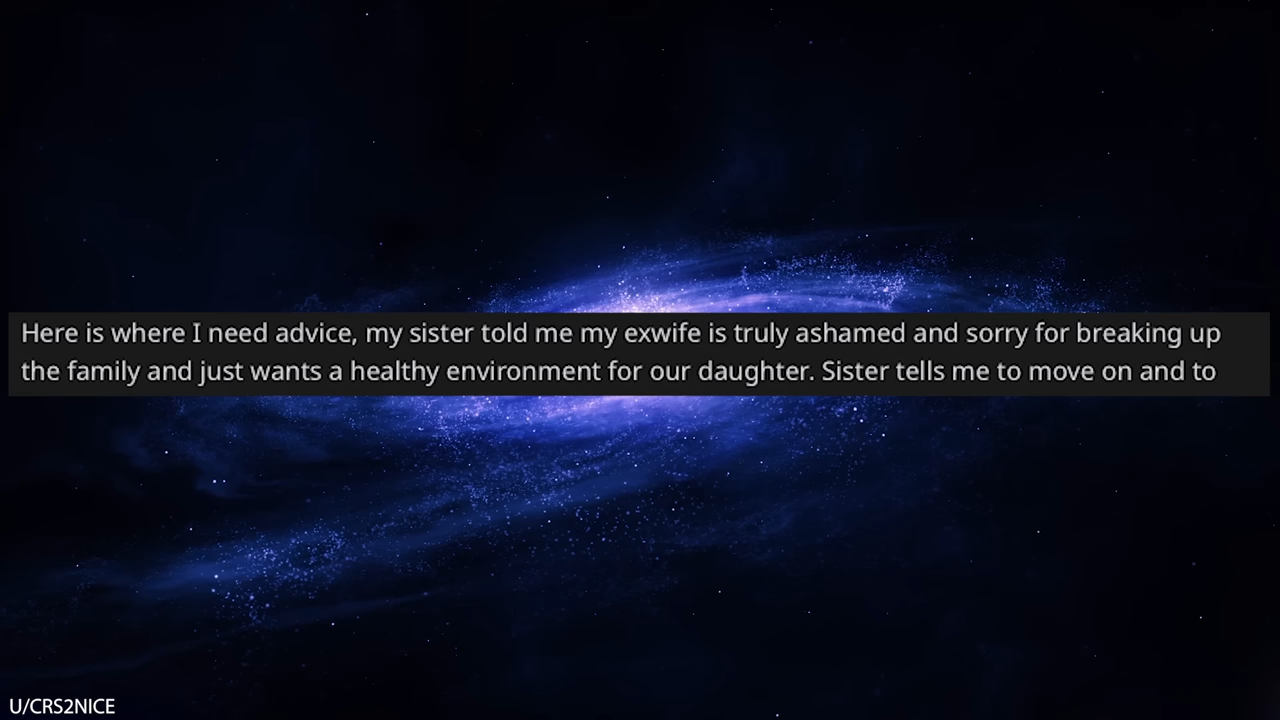 Here is where I need advice, my sister told me my exwife is truly ashamed and sorry for breaking up
the family and just wants a healthy environment for our daughter. Sister tells me to move on and to
U/CRS2NICE